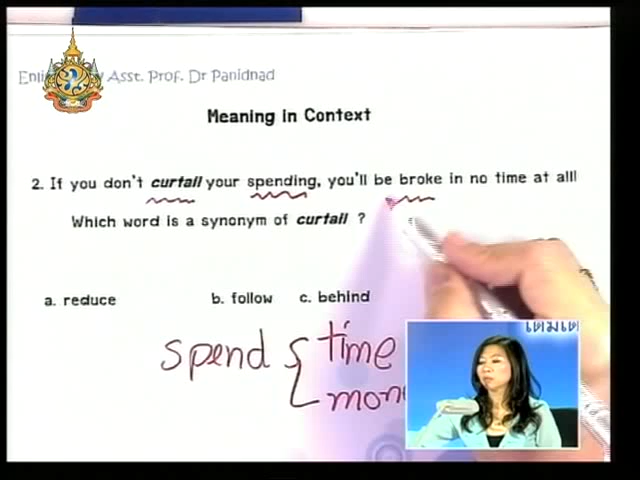 Asst. Prof. Dr Panidnad
Meaning in Context
2. If you don't curtail your spending, you'll be broke in no time at all!
Which word is a synonym of curtail ?
a. reduce b. follow c. behind
spend { time